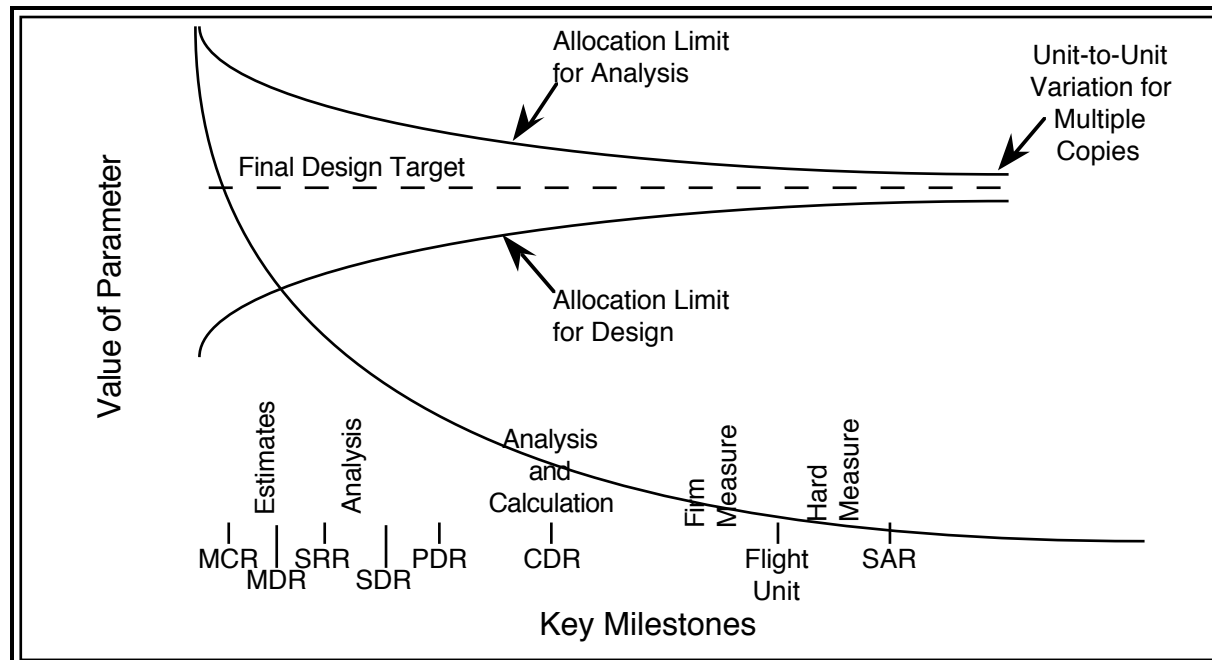 Allocation Limit
for Analysis
Unit-to-Unit
Variation for
Multiple
Copies
Final Design Target
Value of Parameter
Allocation Limit
for Design
Estimates
Analysis
Analysis
and
Calculation
Firm
Measure
Hard
Measure
MCR
MDR
SRR
SDR
PDR
CDR
Flight
Unit
SAR
Key Milestones